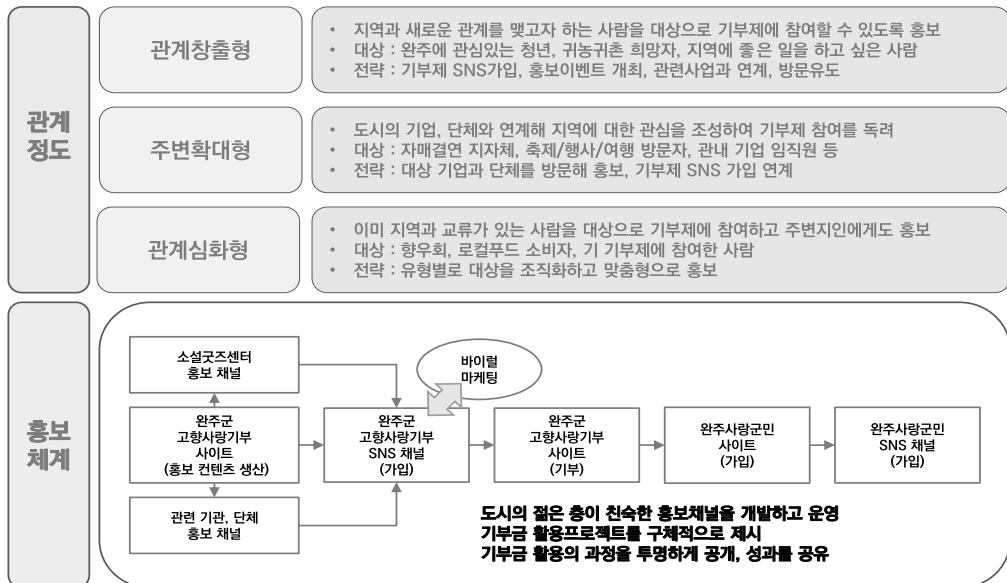 관계
정도
관계창출형
• 지역과 새로운 관계를 맺고자 하는 사람을 대상으로 기부제에 참여할 수 있도록 홍보
• 대상 : 완주에 관심있는 청년, 귀농귀촌 희망자, 지역에 좋은 일을 하고 싶은 사람
• 전략 : 기부제 SNS가입, 홍보이벤트 개최, 관련사업과 연계, 방문유도
주변확대형
• 도시의 기업, 단체와 연계해 지역에 대한 관심을 조성하여 기부제 참여를 독려
• 대상 : 자매결연 지자체, 축제/행사/여행 방문자, 관내 기업 임직원 등
• 전략 : 대상 기업과 단체를 방문해 홍보, 기부제 SNS 가입 연계
관계심화형
• 이미 지역과 교류가 있는 사람을 대상으로 기부제에 참여하고 주변지인에게도 홍보
• 대상 : 향우회, 로컬푸드 소비자, 기 기부제에 참여한 사람
• 전략 : 유형별로 대상을 조직화하고 맞춤형으로 홍보
홍보
체계
소설굿즈센터
홍보 채널
바이럴
마케팅
완주군
고향사랑기부
사이트
(홍보 컨텐츠 생산)
완주군
고향사랑기부
SNS 채널
(가입)
완주군
고향사랑기부
사이트
(기부)
완주사랑군민
사이트
(가입)
완주사랑군민
SNS 채널
(가입)
관련 기관, 단체
홍보 채널
도시의 젊은 층이 친숙한 홍보채널을 개발하고 운영
기부금 활용프로젝트를 구체적으로 제시
기부금 활용의 과정을 투명하게 공개, 성과를 공유